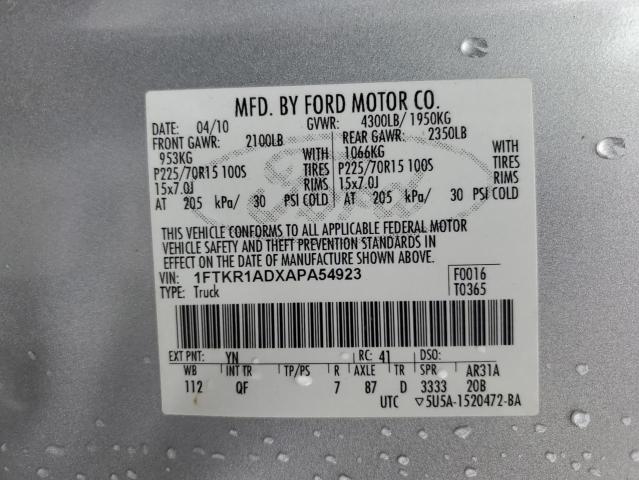 MFD. BY FORD MOTOR CO.
DATE: 04/10 GVWR: 4300LB/ 1950KG
FRONT GAWR: 2100LB REAR GAWR: 2350LB
953KG WITH 1066KG WITH
P225/70R15 100S TIRES P225/70R15 100S TIRES
15x7.0J RIMS 15x7.0J RIMS
AT 205 kPa/ 30 PSI COLD AT 205 kPa/ 30 PSI COLD
THIS VEHICLE CONFORMS TO ALL APPLICABLE FEDERAL MOTOR
VEHICLE SAFETY AND THEFT PREVENTION STANDARDS IN
EFFECT ON THE DATE OF MANUFACTURE SHOWN ABOVE.
VIN: 1FTKR1ADXAPA54923 F0016
TYPE: Truck T0365
EXT PNT: YN RC: 41 DSO:
WB INT TR TP/PS R AXLE TR SPR AR31A
112 QF 7 87 D 3333 20B
UTC ▽5U5A-1520472-BA